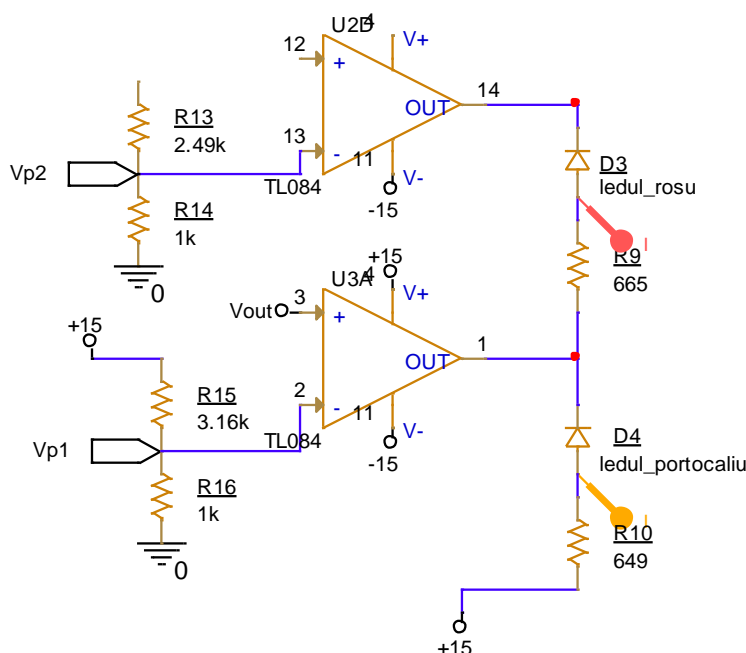 U2D
4
12
+
V+
14
OUT
R13
2.49k
13
-
11
V-
TL084
-15
Vp2
R14
1k
0
D3
ledul_rosu
I
R9
665
+15
U3A
4
3
Vout
+
V+
1
OUT
+15
R15
3.16k
2
-
11
V-
TL084
-15
Vp1
R16
1k
0
D4
ledul_portocaliu
I
R10
649
+15